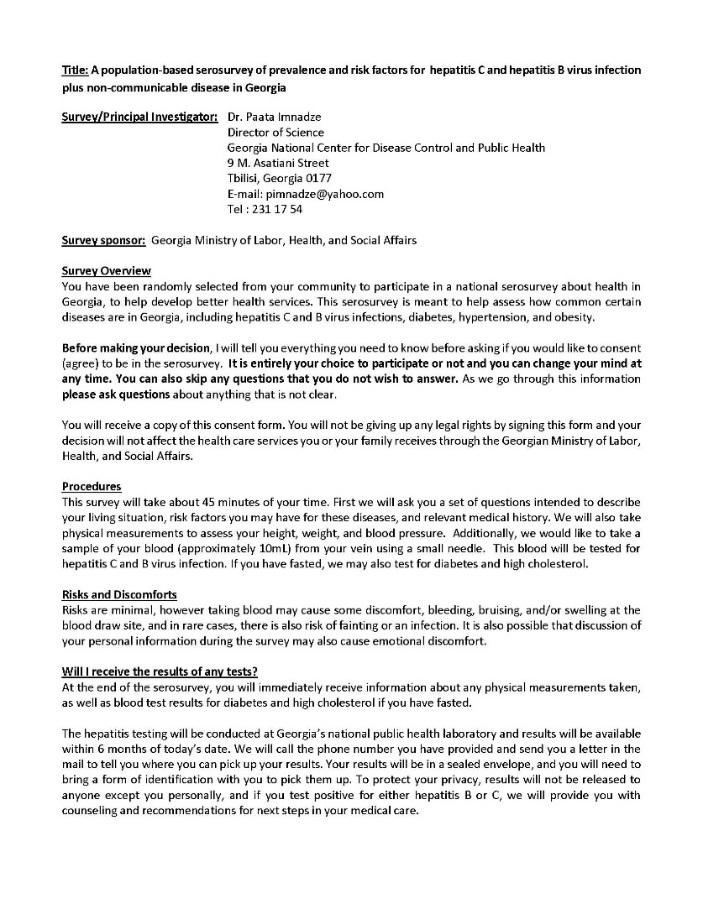 Title: A population-based serosurvey of prevalence and risk factors for hepatitis C and hepatitis B virus infection
plus non-communicable disease in Georgia
Survey/Principal Investigator: Dr. Paata Imnadze
Director of Science
Georgia National Center for Disease Control and Public Health
9 M. Asatiani Street
Tbilisi, Georgia 0177
E-mail: pimnadze@yahoo.com
Tel : 231 17 54
Survey sponsor: Georgia Ministry of Labor, Health, and Social Affairs
Survey Overview
You have been randomly selected from your community to participate in a national serosurvey about health in
Georgia, to help develop better health services. This serosurvey is meant to help assess how common certain
diseases are in Georgia, including hepatitis C and B virus infections, diabetes, hypertension, and obesity.
Before making your decision, I will tell you everything you need to know before asking if you would like to consent
(agree) to be in the serosurvey. It is entirely your choice to participate or not and you can change your mind at
any time. You can also skip any questions that you do not wish to answer. As we go through this information
please ask questions about anything that is not clear.
You will receive a copy of this consent form. You will not be giving up any legal rights by signing this form and your
decision will not affect the health care services you or your family receives through the Georgian Ministry of Labor,
Health, and Social Affairs.
Procedures
This survey will take about 45 minutes of your time. First we will ask you a set of questions intended to describe
your living situation, risk factors you may have for these diseases, and relevant medical history. We will also take
physical measurements to assess your height, weight, and blood pressure. Additionally, we would like to take a
sample of your blood (approximately 10mL) from your vein using a small needle. This blood will be tested for
hepatitis C and B virus infection. If you have fasted, we may also test for diabetes and high cholesterol.
Risks and Discomforts
Risks are minimal, however taking blood may cause some discomfort, bleeding, bruising, and/or swelling at the
blood draw site, and in rare cases, there is also risk of fainting or an infection. It is also possible that discussion of
your personal information during the survey may also cause emotional discomfort.
Will I receive the results of any tests?
At the end of the serosurvey, you will immediately receive information about any physical measurements taken,
as well as blood test results for diabetes and high cholesterol if you have fasted.
The hepatitis testing will be conducted at Georgia's national public health laboratory and results will be available
within 6 months of today's date. We will call the phone number you have provided and send you a letter in the
mail to tell you where you can pick up your results. Your results will be in a sealed envelope, and you will need to
bring a form of identification with you to pick them up. To protect your privacy, results will not be released to
anyone except you personally, and if you test positive for either hepatitis B or C, we will provide you with
counseling and recommendations for next steps in your medical care.